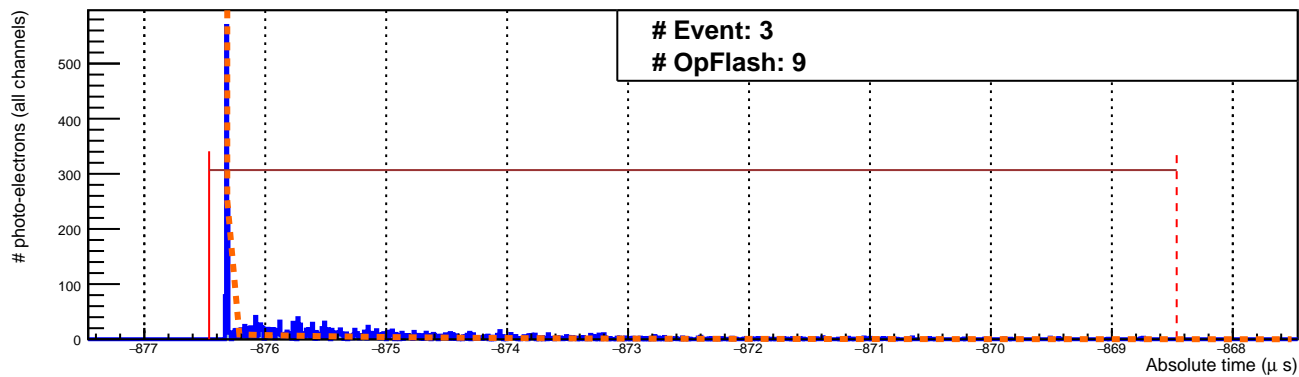 # Event: 3
# OpFlash: 9
# photo-electrons (all channels)
500
400
300
200
100
0
−877 −876 −875 −874 −873 −872 −871 −870 −869 −868
Absolute time (μ s)